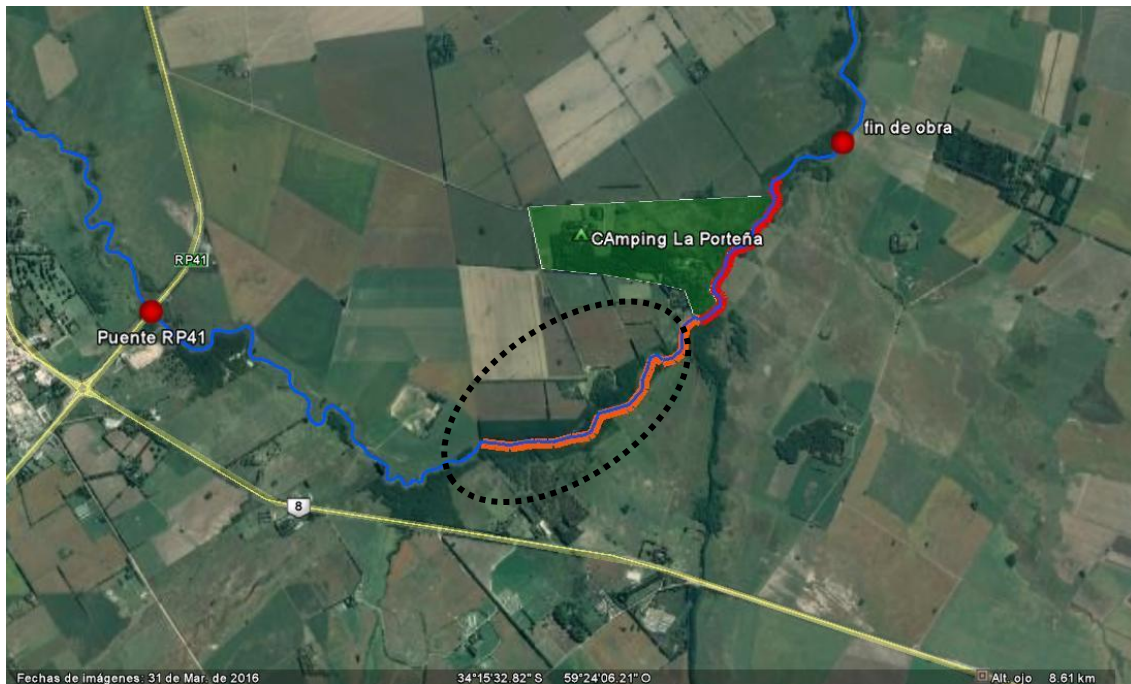 fin de obra
CAmping La Porteña
RP41
Puente RP41
8
Fechas de imágenes: 31 de Mar. de 2016 34°15'32.82" S 59°24'06.21" O Alt. ojo 8.61 km